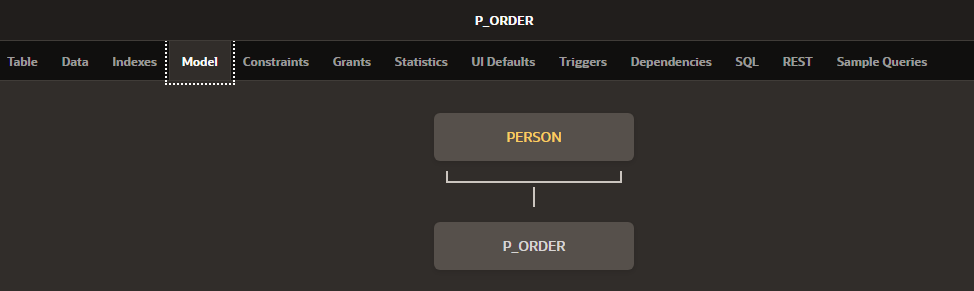 P_ORDER
Table Data Indexes Model Constraints Grants Statistics UI Defaults Triggers Dependencies SQL REST Sample Queries
PERSON
P_ORDER